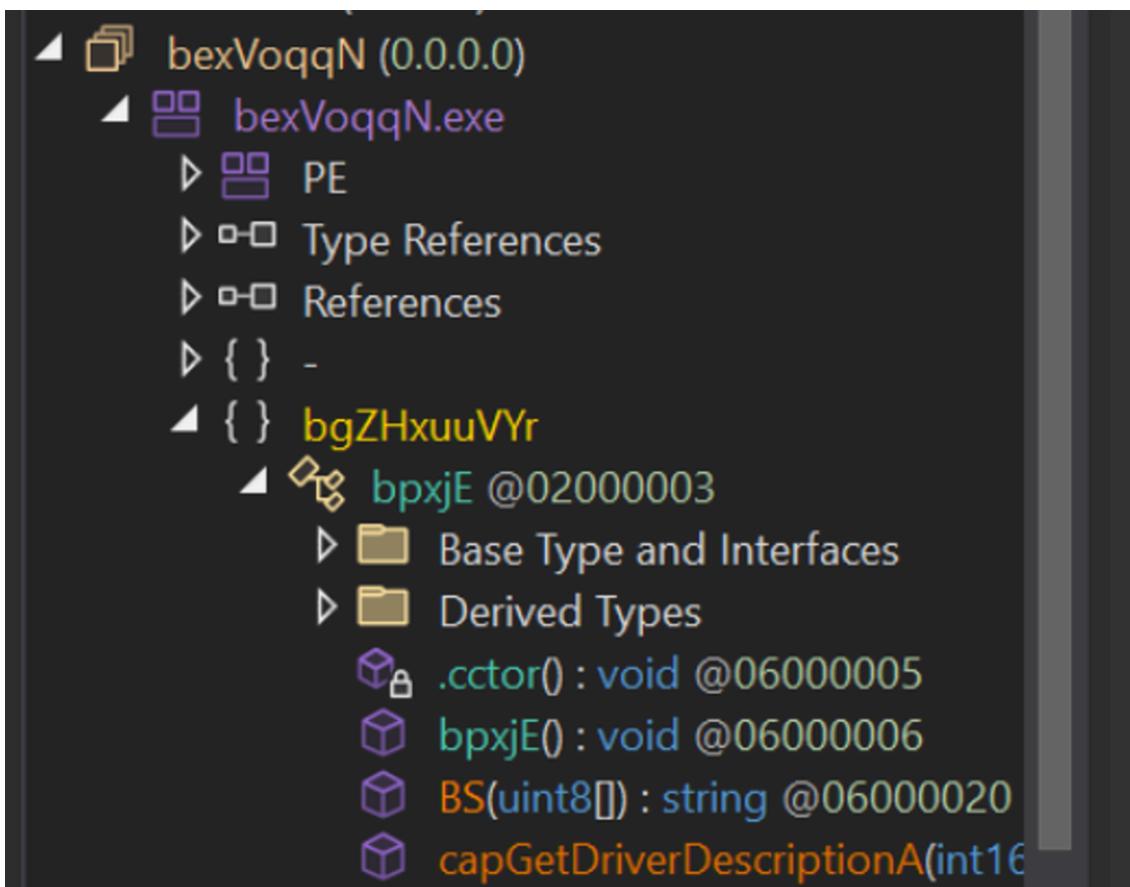 bexVoqqN (0.0.0.0)
bexVoqqN.exe
PE
Type References
References
{ } -
{ } bgZHxuuVYr
bpxjE @02000003
Base Type and Interfaces
Derived Types
.cctor() : void @06000005
bpxjE() : void @06000006
BS(uint8[]) : string @06000020
capGetDriverDescriptionA(int16